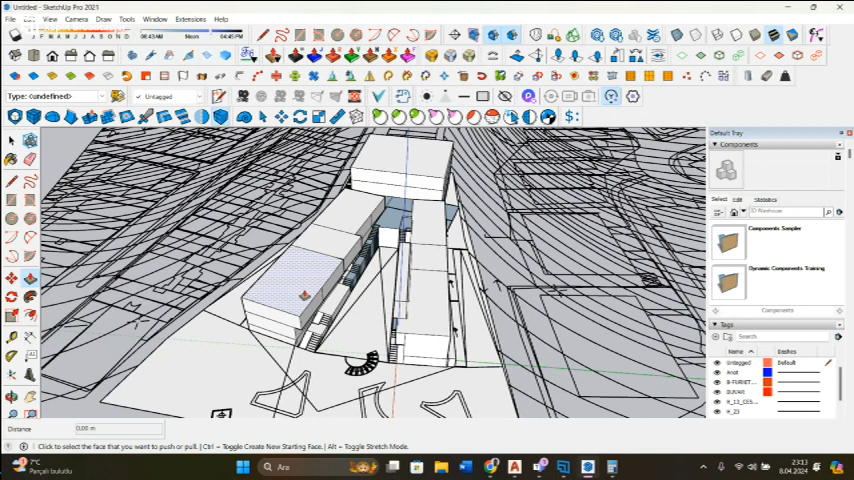 Untitled - SketchUp Pro 2021
View Camera Draw Tools Window Extensions Help
06:43 AM Noon 04:45 PM
Type: <undefined> Untagged
Default Tray
Components
Select Edit Statistics
3D Warehouse
Components Sampler
Dynamic Components Training
Components
Tags
Search
Name Dashes
Untagged Default
Distance 0,00 m
Click to select the face that you want to push or pull. | Ctrl = Toggle Create New Starting Face. | Alt = Toggle Stretch Mode.
7°C
Parçalı bulutlu
Ara
23:13
8.04.2024